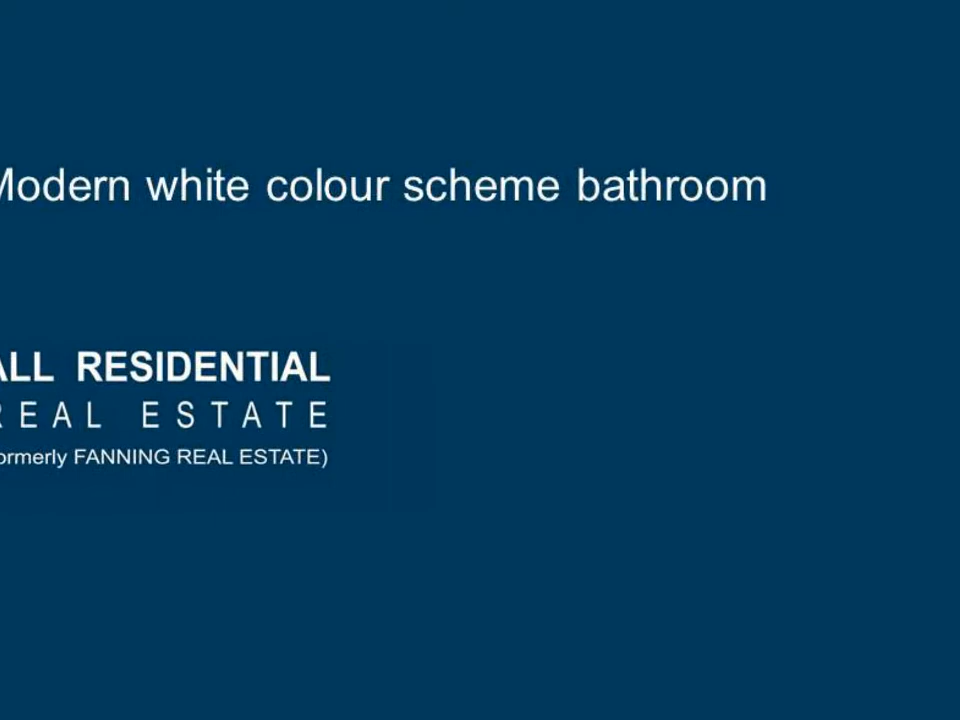 Modern white colour scheme bathroom
ALL RESIDENTIAL
REAL ESTATE
ormerly FANNING REAL ESTATE)